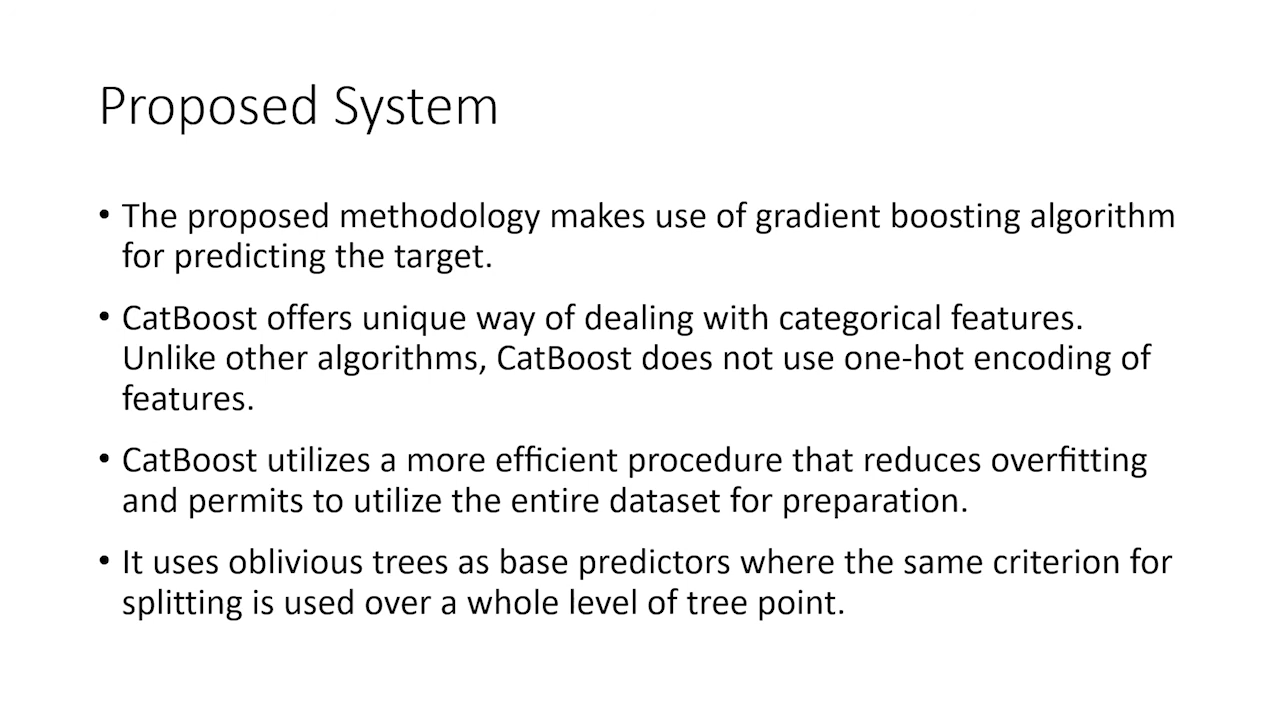 Proposed System
• The proposed methodology makes use of gradient boosting algorithm
for predicting the target.
• CatBoost offers unique way of dealing with categorical features.
Unlike other algorithms, CatBoost does not use one-hot encoding of
features.
• CatBoost utilizes a more efficient procedure that reduces overfitting
and permits to utilize the entire dataset for preparation.
• It uses oblivious trees as base predictors where the same criterion for
splitting is used over a whole level of tree point.